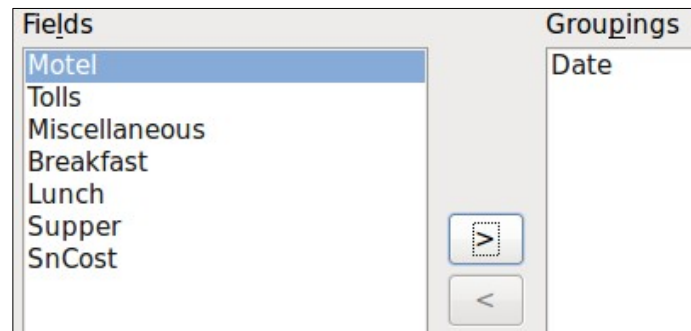 Fields
Motel
Tolls
Miscellaneous
Breakfast
Lunch
Supper
SnCost
>
<
Groupings
Date